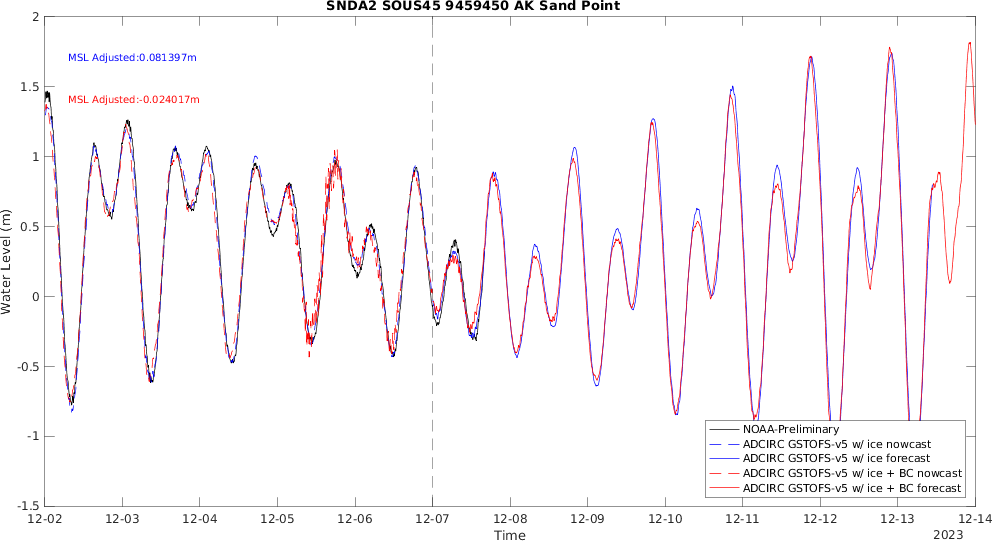 SNDA2 SOUS45 9459450 AK Sand Point
MSL Adjusted:0.081397m
MSL Adjusted:-0.024017m
Water Level (m)
2
1.5
1
0.5
0
-0.5
-1
-1.5
NOAA-Preliminary
ADCIRC GSTOFS-v5 w/ ice nowcast
ADCIRC GSTOFS-v5 w/ ice forecast
ADCIRC GSTOFS-v5 w/ ice + BC nowcast
ADCIRC GSTOFS-v5 w/ ice + BC forecast
12-02 12-03 12-04 12-05 12-06 12-07 12-08 12-09 12-10 12-11 12-12 12-13 12-14
Time
2023